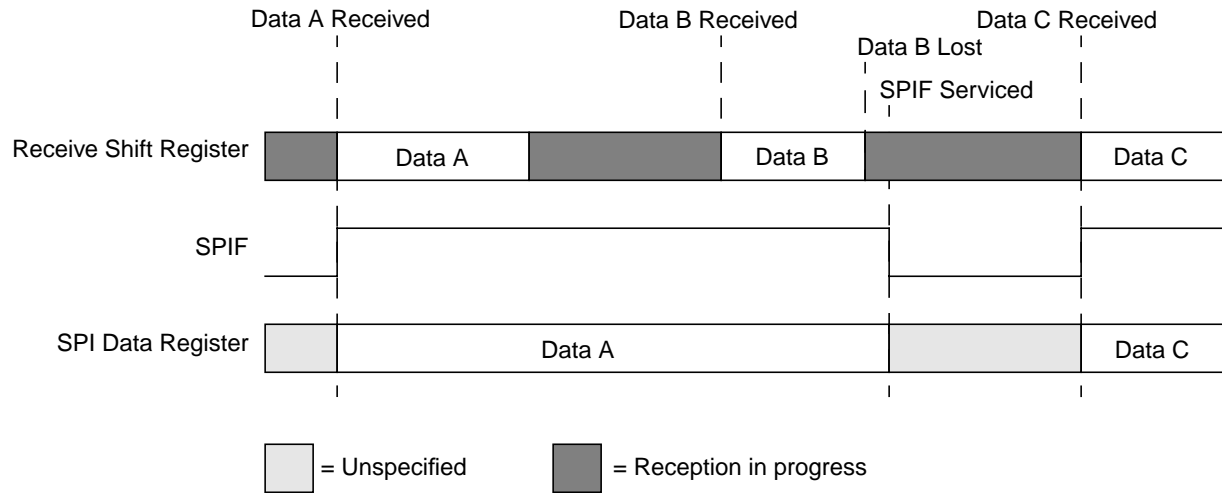 Data A Received
Data B Received
Data C Received
Data B Lost
SPIF Serviced
Receive Shift Register
Data A
Data B
Data C
SPIF
SPI Data Register
Data A
Data C
= Unspecified
= Reception in progress